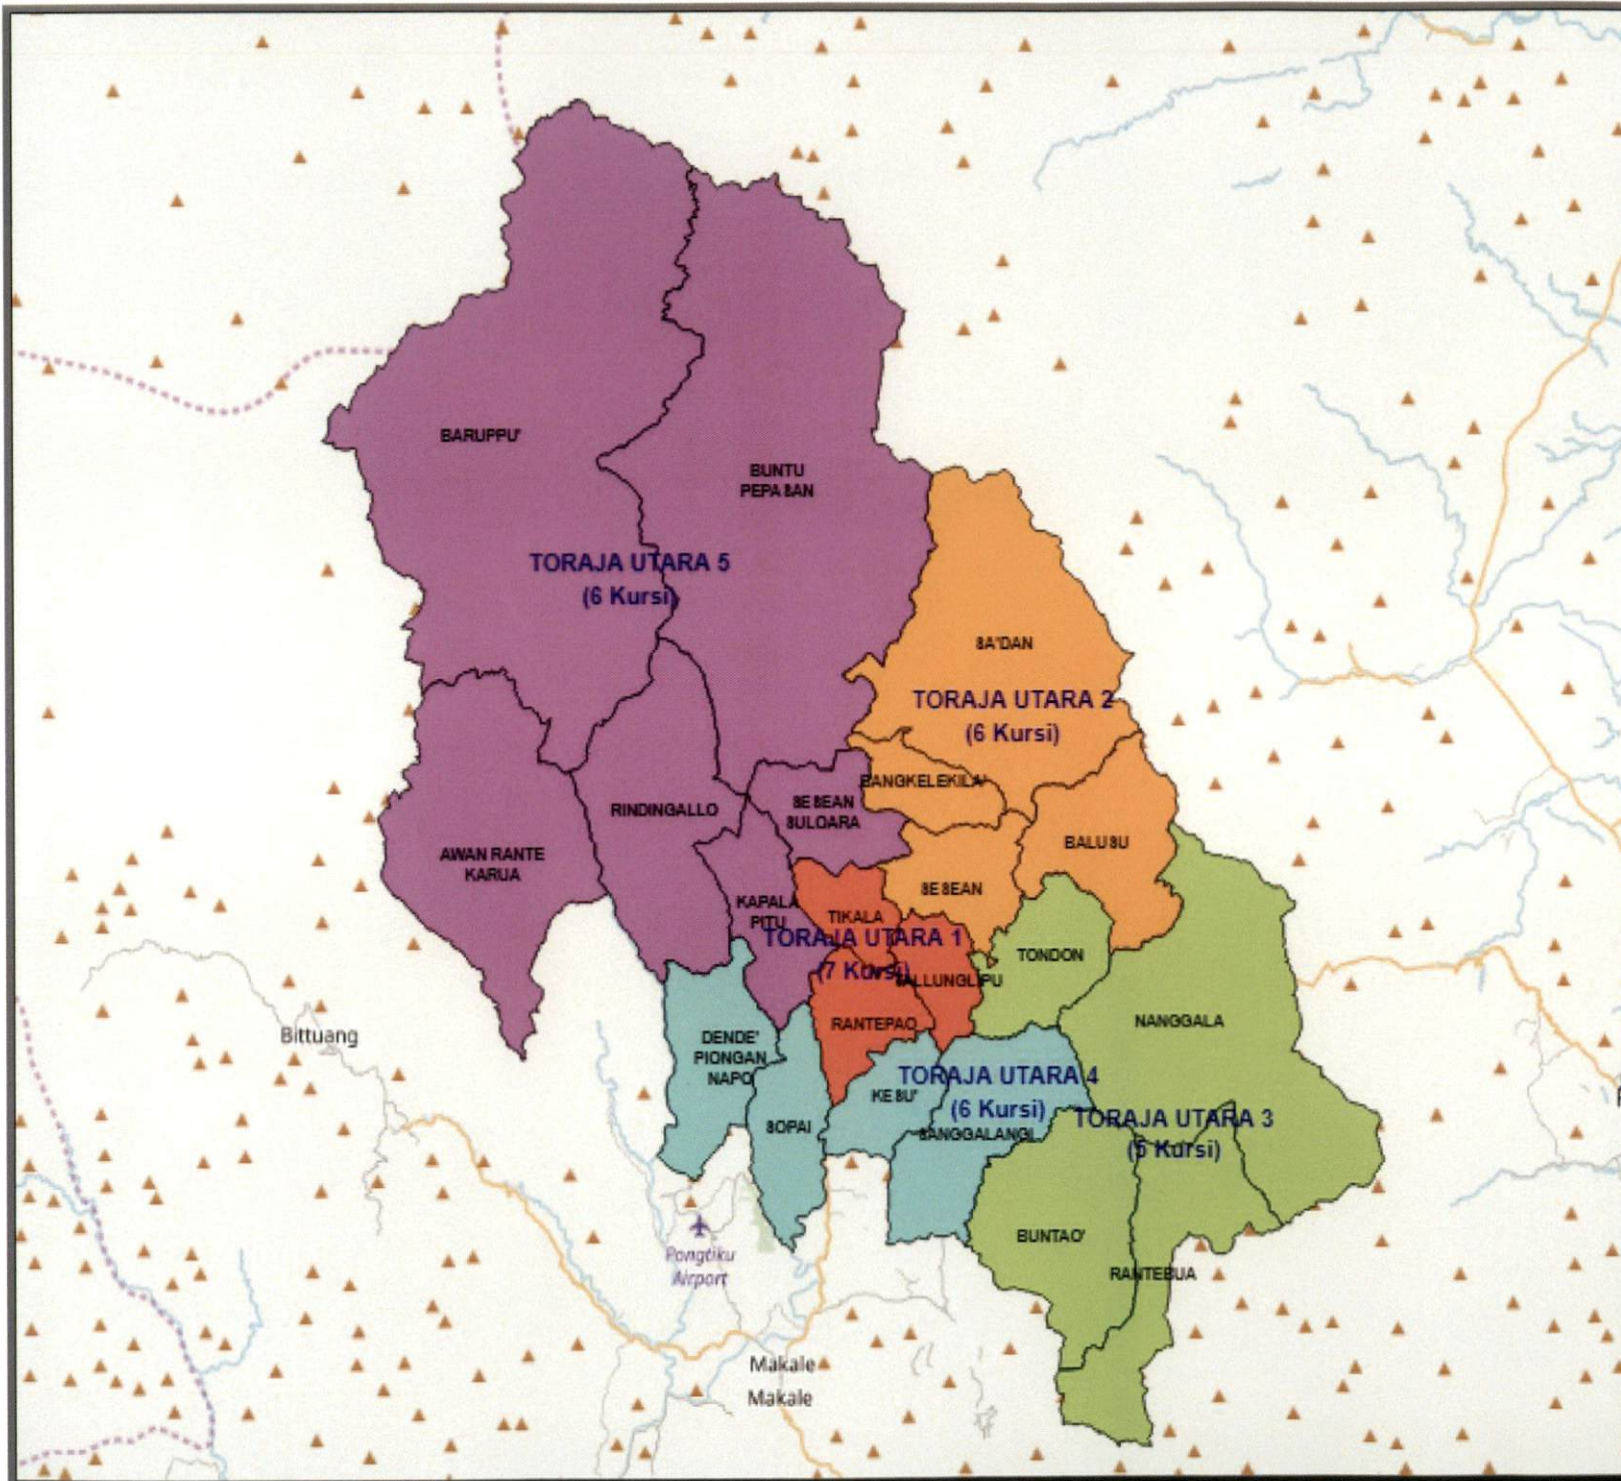 BARUPPU'
BUNTU
PEPASAN
TORAJA UTARA 5
(6 Kursi)
SA'DAN
TORAJA UTARA 2
(6 Kursi)
BANGKELEKILA'
RINDINGALLO
SESEAN
SULOARA
BALUSU
AWAN RANTE
KARUA
SESEAN
KAPALA
PITU
TIKALA
TORAJA UTARA 1
(7 Kursi)
TALLUNGLIPU
TONDON
RANTEPAO
NANGGALA
Bittuang
DENDE'
PIONGAN
NAPO
TORAJA UTARA 4
(6 Kursi)
KESU'
SOPAI
SANGGALANGI
TORAJA UTARA 3
(5 Kursi)
BUNTAO'
Pongtiku
Airport
RANTEBUA
Makale
Makale